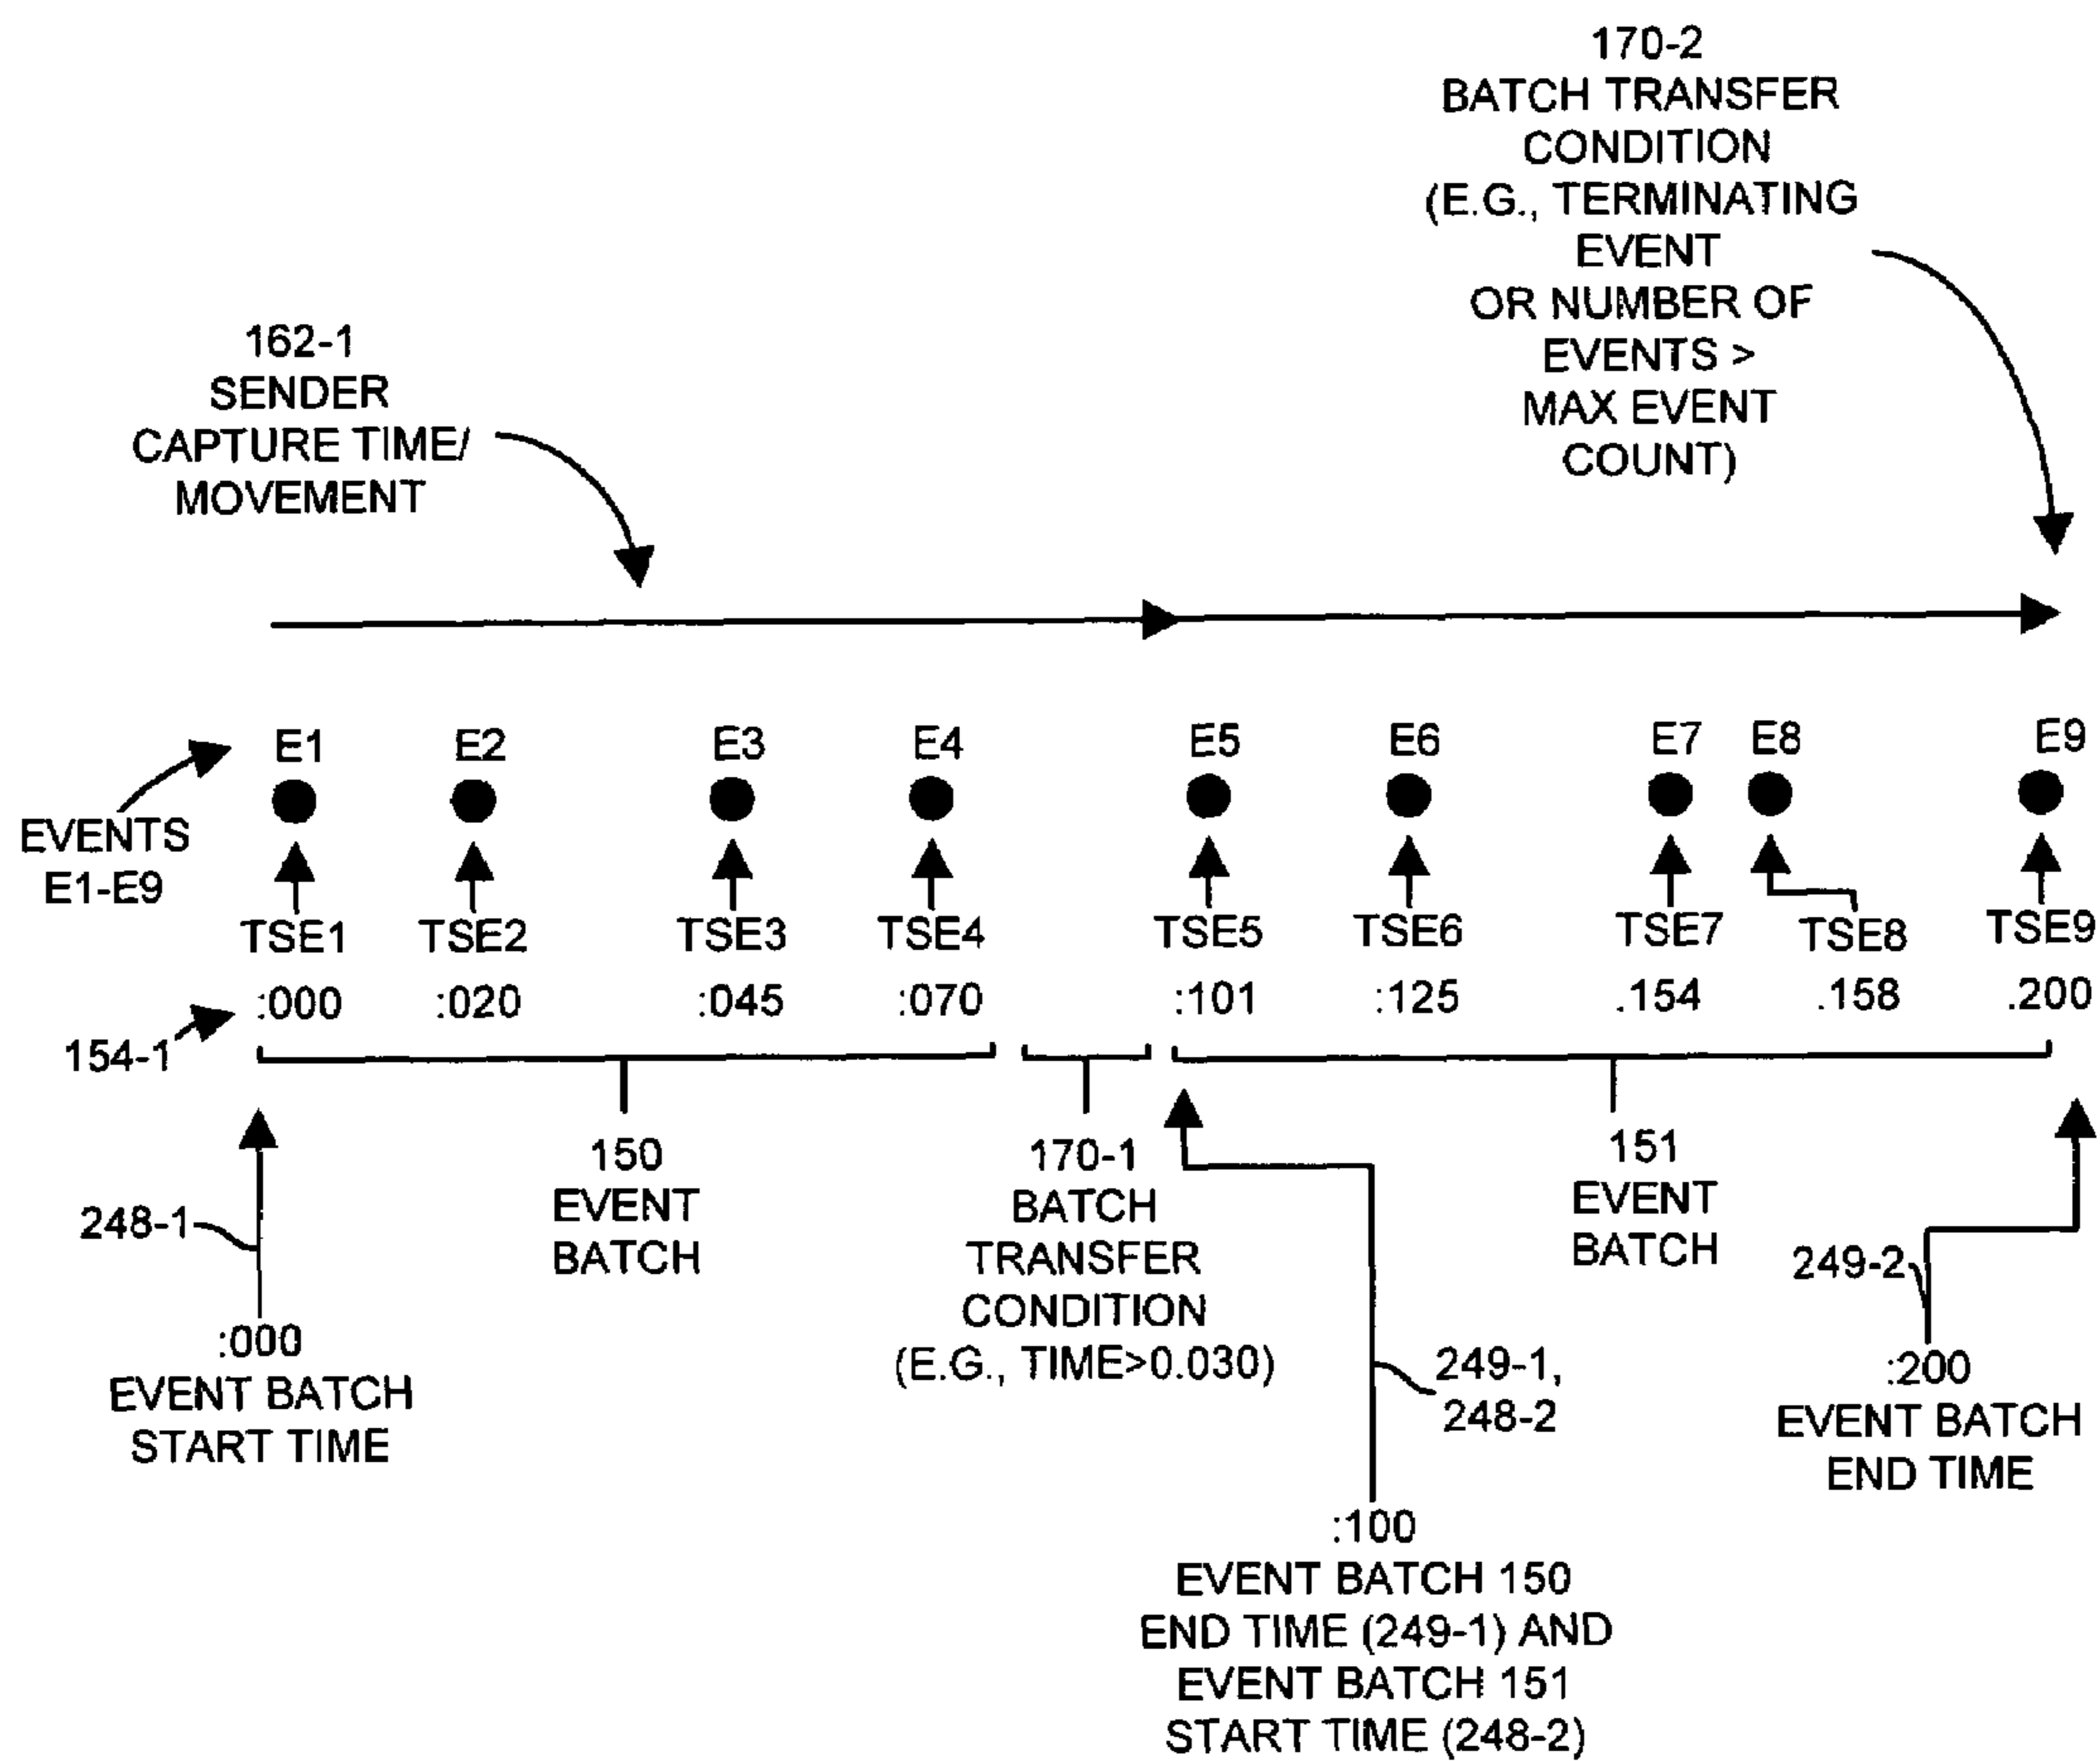 170-2
BATCH TRANSFER
CONDITION
(E.G., TERMINATING
EVENT
OR NUMBER OF
EVENTS >
MAX EVENT
COUNT)
162-1
SENDER
CAPTURE TIME/
MOVEMENT
E1 E2 E3 E4 E5 E6 E7 E8 E9
EVENTS
E1-E9
TSE1 TSE2 TSE3 TSE4 TSE5 TSE6 TSE7 TSE8 TSE9
:000 :020 :045 :070 :101 :125 .154 .158 .200
154-1
248-1
:000
EVENT BATCH
START TIME
150
EVENT
BATCH
170-1
BATCH
TRANSFER
CONDITION
(E.G., TIME>0.030)
249-1,
248-2
:100
EVENT BATCH 150
END TIME (249-1) AND
EVENT BATCH 151
START TIME (248-2)
151
EVENT
BATCH
249-2
:200
EVENT BATCH
END TIME